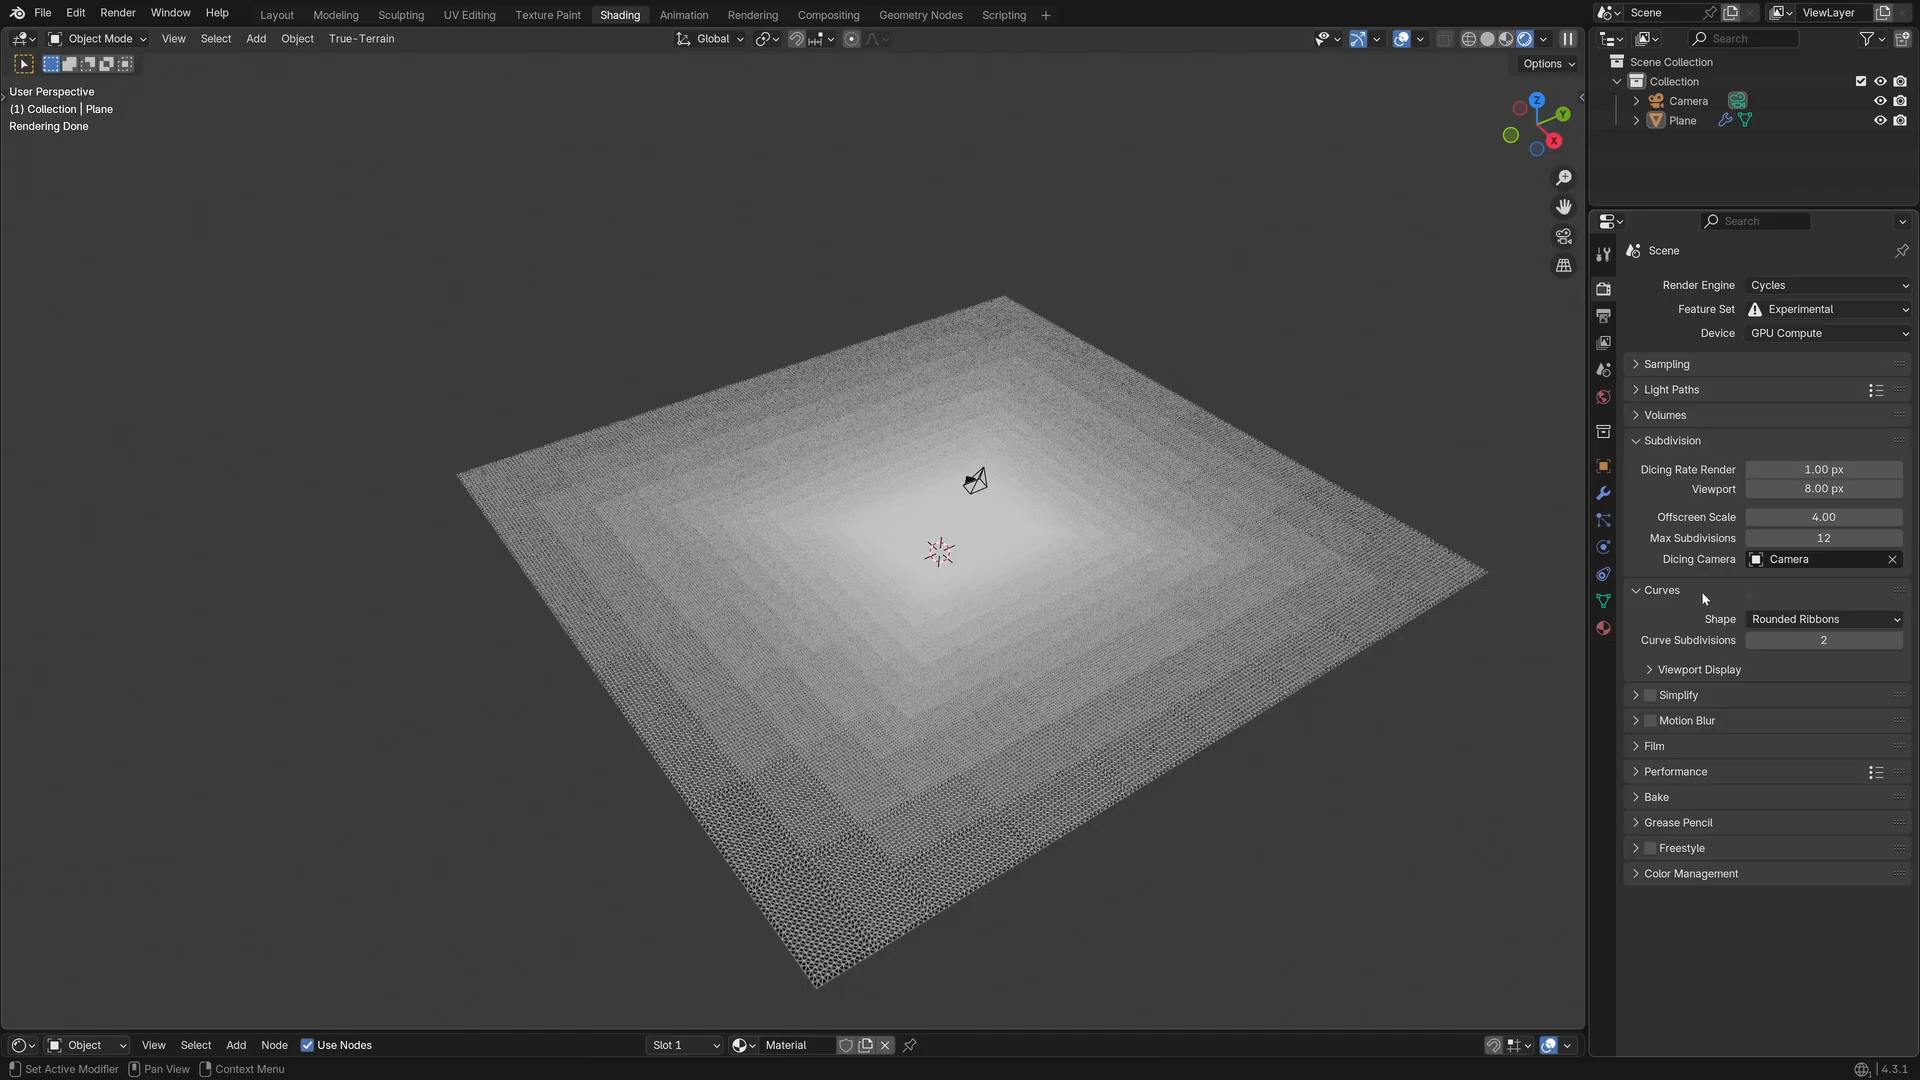 File Edit Render Window Help Layout Modeling Sculpting UV Editing Texture Paint Shading Animation Rendering Compositing Geometry Nodes Scripting + Scene ViewLayer
Object Mode View Select Add Object True-Terrain Global Search
Options
User Perspective
(1) Collection | Plane
Rendering Done
Z
Y
X
Scene Collection
Collection
Camera
Plane
Search
Scene
Render Engine Cycles
Feature Set Experimental
Device GPU Compute
Sampling
Light Paths
Volumes
Subdivision
Dicing Rate Render 1.00 px
Viewport 8.00 px
Offscreen Scale 4.00
Max Subdivisions 12
Dicing Camera Camera
Curves
Shape Rounded Ribbons
Curve Subdivisions 2
Viewport Display
Simplify
Motion Blur
Film
Performance
Bake
Grease Pencil
Freestyle
Color Management
Object View Select Add Node Use Nodes Slot 1 Material
Set Active Modifier Pan View Context Menu 4.3.1